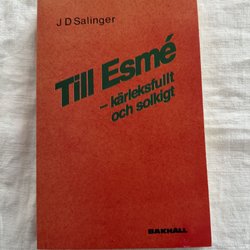 J D Salinger
Till Esmé
– kärleksfullt
och solkigt
BAKHÅLL